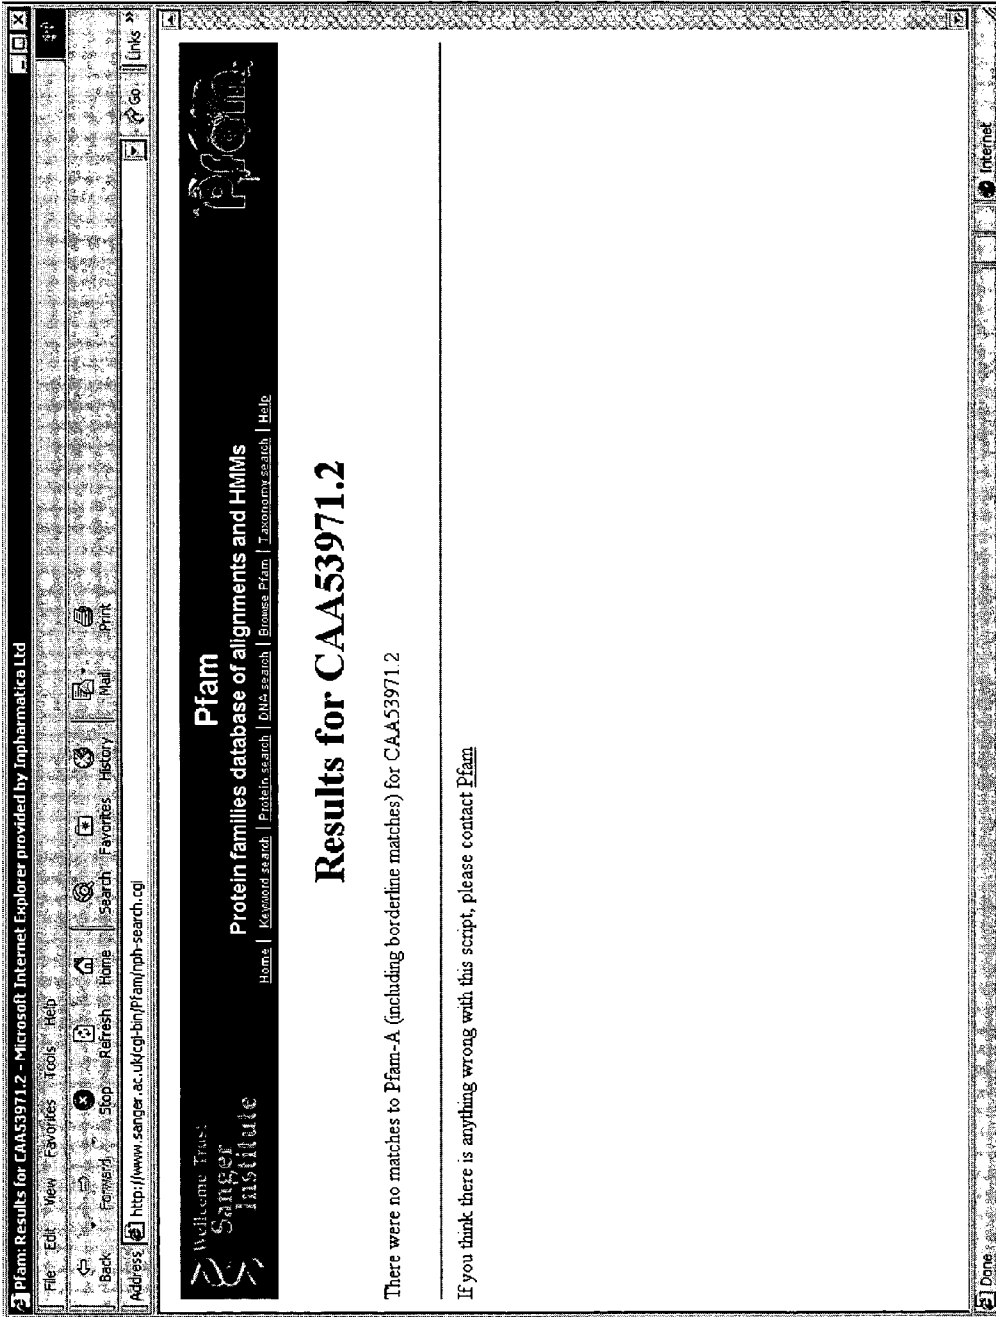 Pfam: Results for CAA53971.2 - Microsoft Internet Explorer provided by Inpharmatica Ltd
File Edit View Favorites Tools Help
Back Forward Stop Refresh Home Search Favorites History Mail Print
Address http://www.sanger.ac.uk/cgi-bin/Pfam/nph-search.cgi Go Links »
Wellcome Trust
Sanger
Institute
Pfam
Protein families database of alignments and HMMs
Home | Keyword search | Protein search | DNA search | Browse Pfam | Taxonomy search | Help
Pfam
Results for CAA53971.2
There were no matches to Pfam-A (including borderline matches) for CAA53971.2
If you think there is anything wrong with this script, please contact Pfam
Done Internet